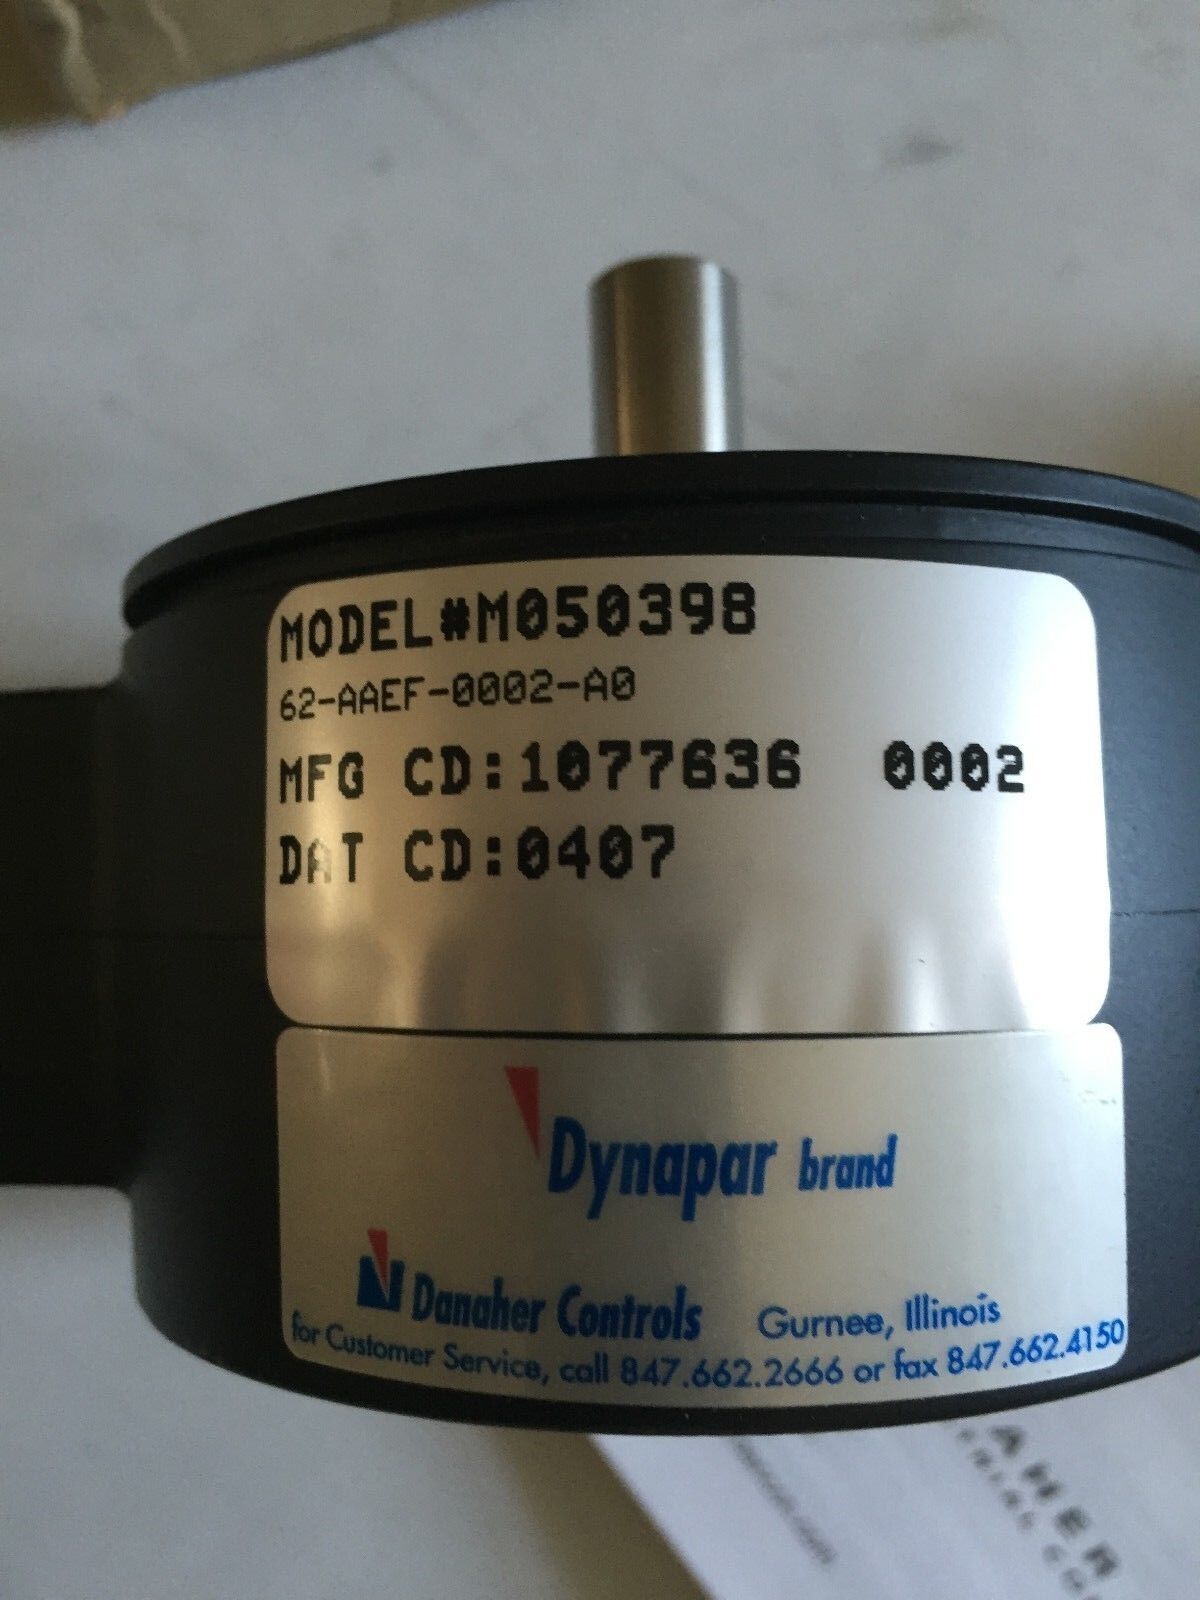 MODEL#M050398
62-AAEF-0002-A0
MFG CD:1077636 0002
DAT CD:0407
Dynapar brand
Danaher Controls Gurnee, Illinois
for Customer Service, call 847.662.2666 or fax 847.662.4150
AHER